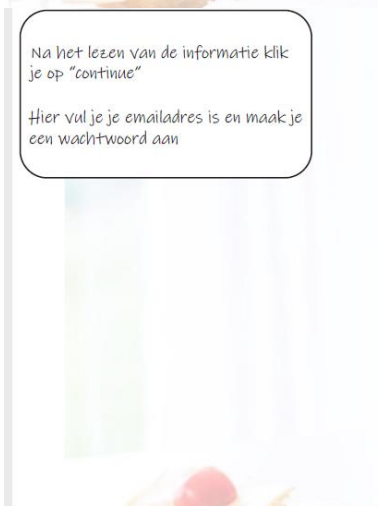 Na het lezen van de informatie klik
je op "continue"
Hier vul je je emailadres is en maak je
een wachtwoord aan